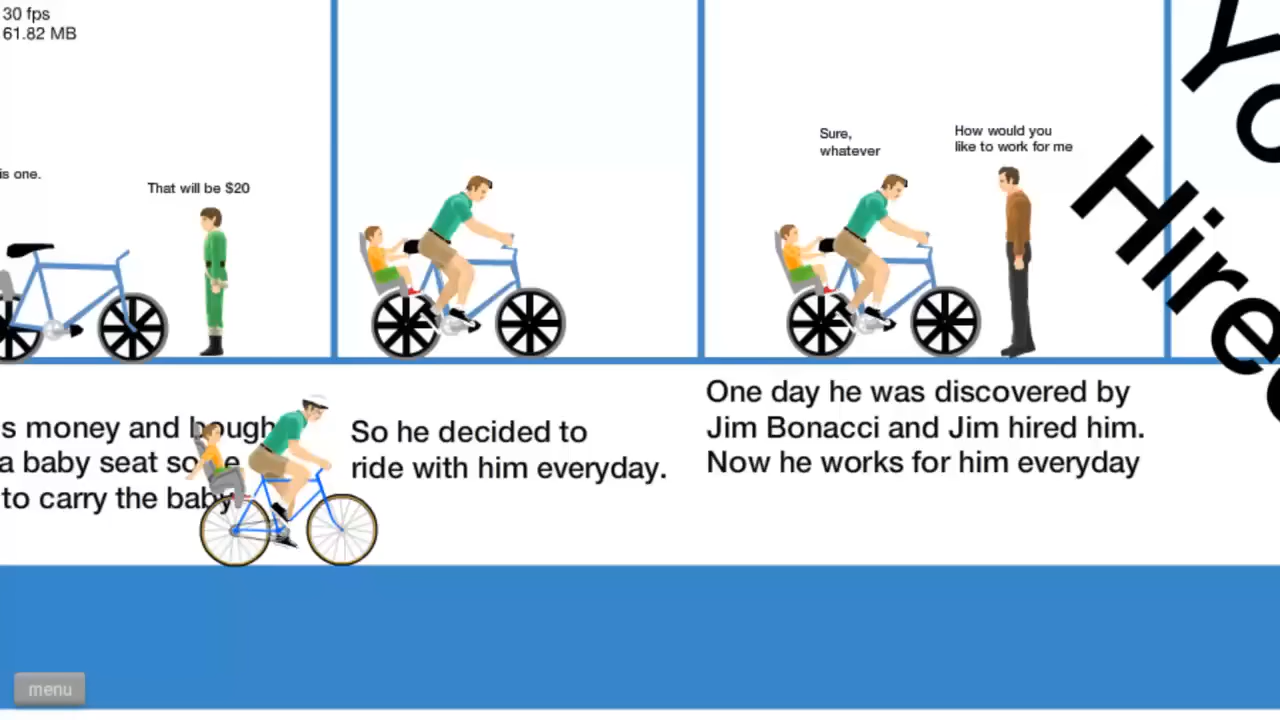 30 fps
61.82 MB
is one.
That will be $20
Sure,
whatever
How would you
like to work for me
Yo
Hired
s money and bough
a baby seat so e
to carry the baby
So he decided to
ride with him everyday.
One day he was discovered by
Jim Bonacci and Jim hired him.
Now he works for him everyday
menu